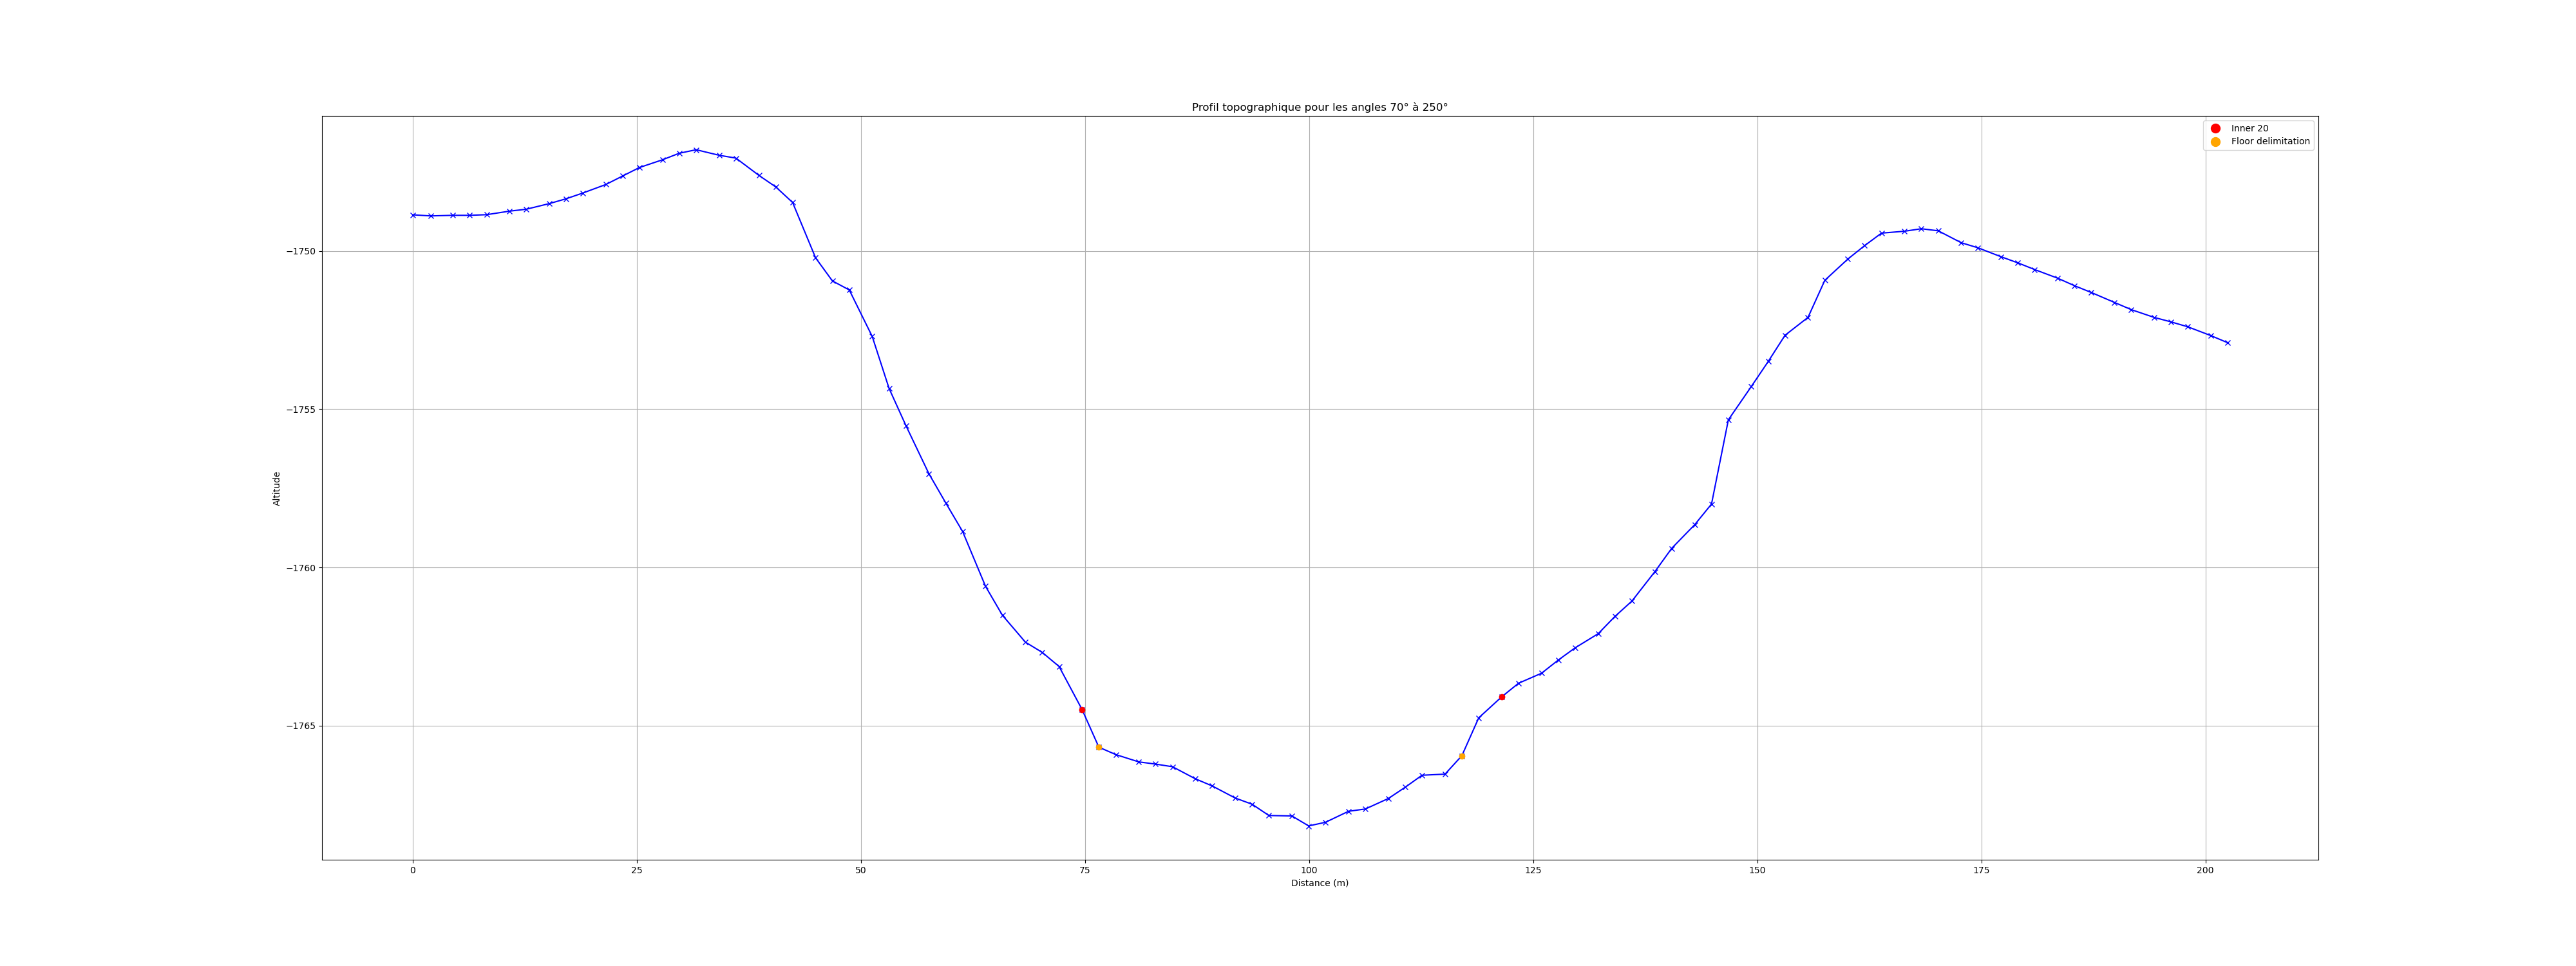 Profil topographique pour les angles 70° à 250°
Inner 20
Floor delimitation
Altitude
−1750
−1755
−1760
−1765
0 25 50 75 100 125 150 175 200
Distance (m)